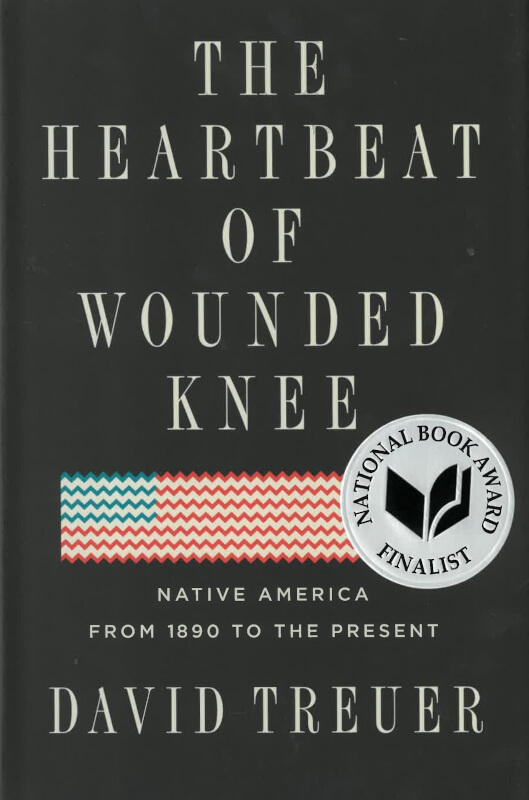 THE
HEARTBEAT
OF
WOUNDED
KNEE
NATIONAL BOOK AWARD
FINALIST
NATIVE AMERICA
FROM 1890 TO THE PRESENT
DAVID TREUER